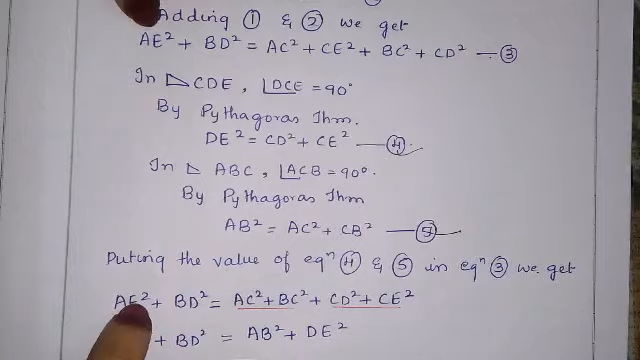 Adding ① & ② we get
AE² + BD² = AC² + CE² + BC² + CD² — ③
In ⊿ CDE, ∠DCE = 90°
By Pythagoras Thm.
DE² = CD² + CE² — ④
In ⊿ ABC, ∠ACB = 90°.
By Pythagoras Thm
AB² = AC² + CB² — ⑤
Puting the value of eqⁿ ④ & ⑤ in eqⁿ ③ we get
AE² + BD² = AC² + BC² + CD² + CE²
+ BD² = AB² + DE²